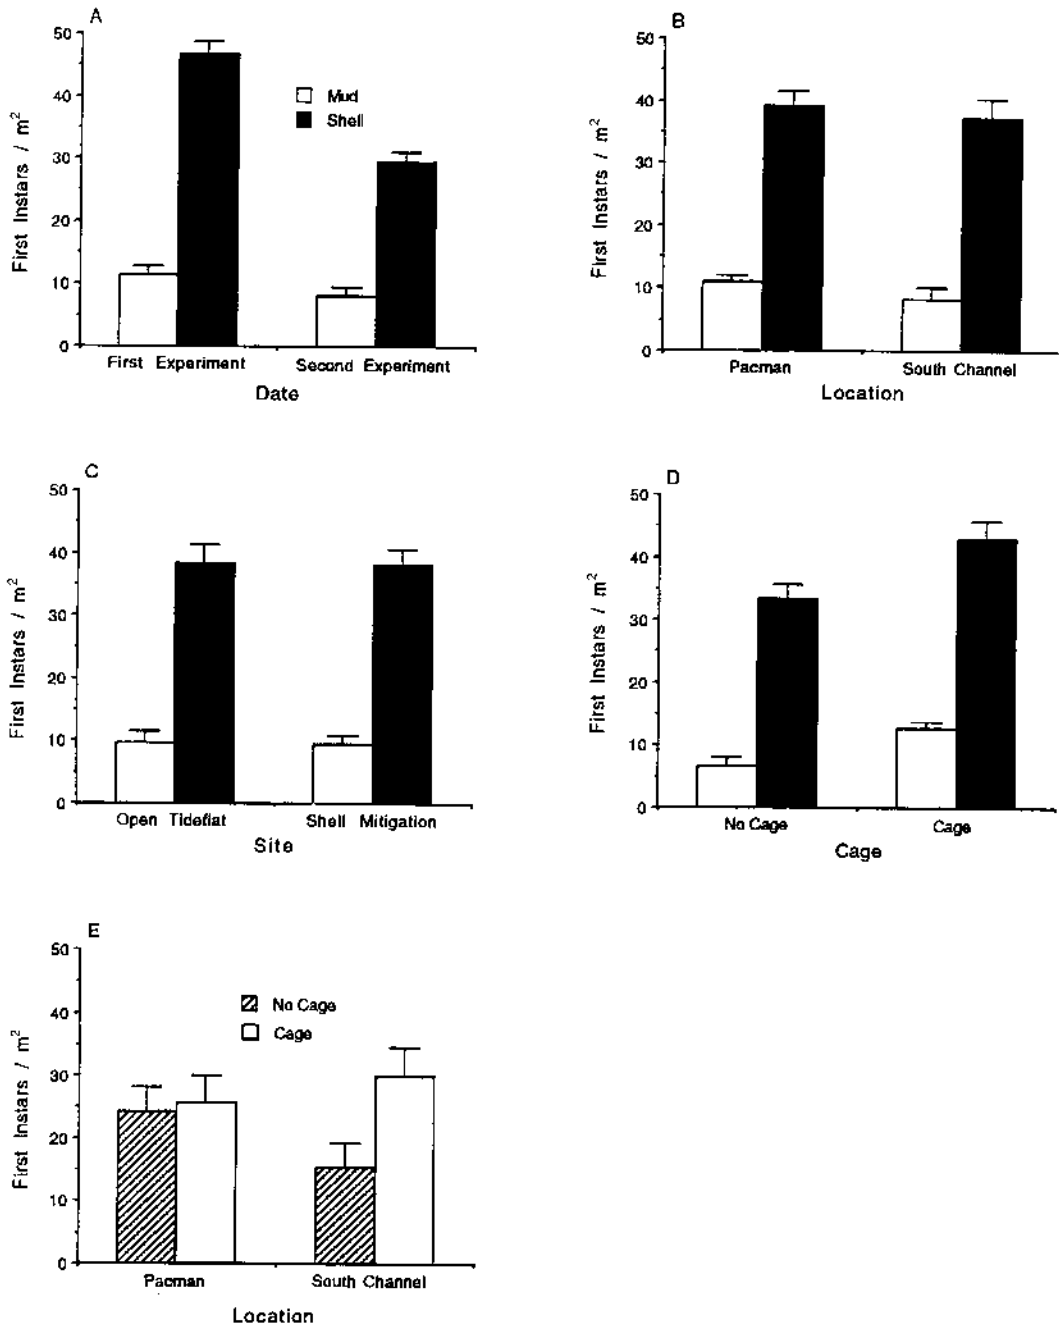 A
50
40
30
20
10
0
First Instars / m²
Mud
Shell
First Experiment
Second Experiment
Date
B
50
40
30
20
10
0
First Instars / m²
Pacman
South Channel
Location
C
50
40
30
20
10
0
First Instars / m²
Open Tideflat
Shell Mitigation
Site
D
50
40
30
20
10
0
First Instars / m²
No Cage
Cage
Cage
E
50
40
30
20
10
0
First Instars / m²
No Cage
Cage
Pacman
South Channel
Location